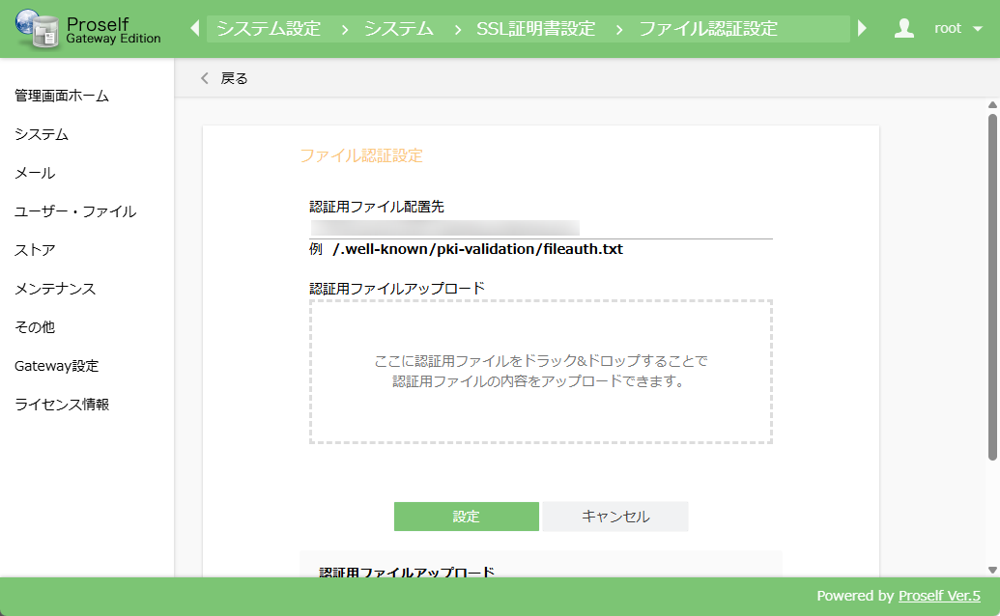 Proself
Gateway Edition
システム設定 > システム > SSL証明書設定 > ファイル認証設定
root
戻る
管理画面ホーム
システム
メール
ユーザー・ファイル
ストア
メンテナンス
その他
Gateway設定
ライセンス情報
ファイル認証設定
認証用ファイル配置先
例 /.well-known/pki-validation/fileauth.txt
認証用ファイルアップロード
ここに認証用ファイルをドラック&ドロップすることで
認証用ファイルの内容をアップロードできます。
設定
キャンセル
認証用ファイルアップロード
Powered by Proself Ver.5